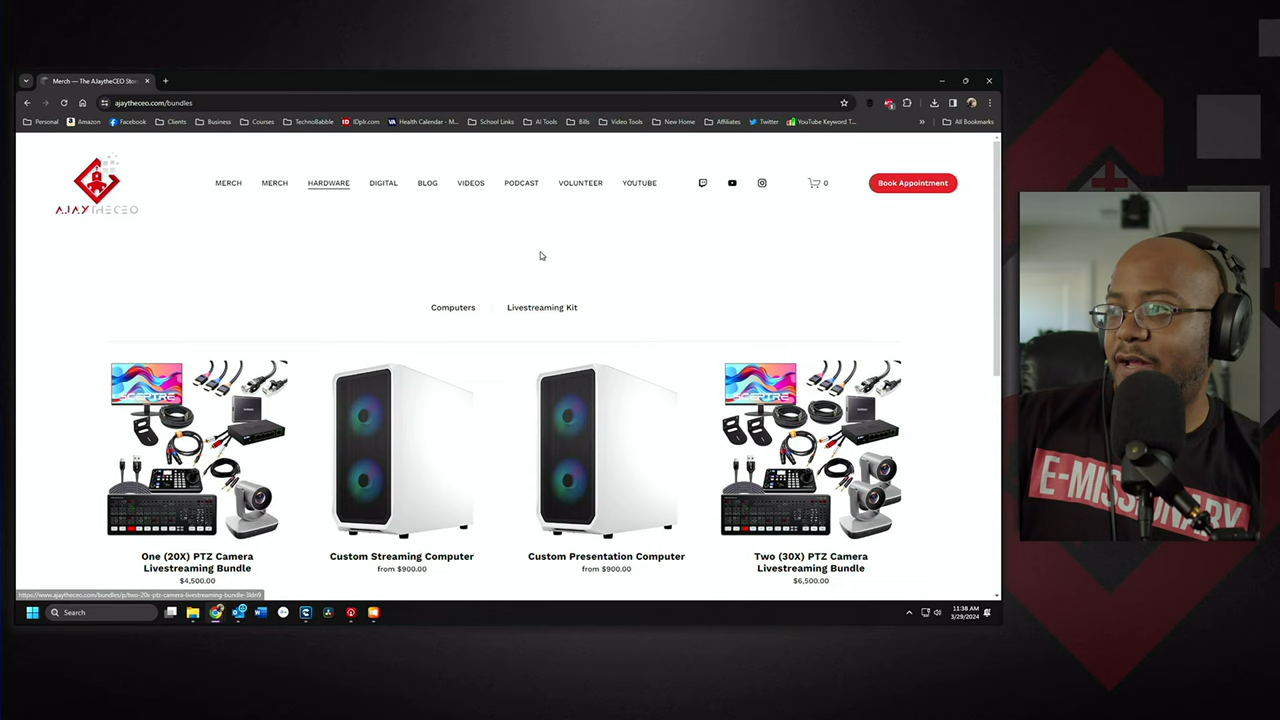 Merch — The AJaytheCEO Sto
ajaytheceo.com/bundles
Personal
Amazon
Facebook
Clients
Business
Courses
TechnoBabble
IDplr.com
Health Calendar - M...
School Links
AI Tools
Bills
Video Tools
New Home
Affiliates
Twitter
YouTube Keyword T...
»
All Bookmarks
AJAYTHECEO
MERCH
MERCH
HARDWARE
DIGITAL
BLOG
VIDEOS
PODCAST
VOLUNTEER
YOUTUBE
0
Book Appointment
Computers
Livestreaming Kit
SCEPTRE
SCEPTRE
One (20X) PTZ Camera
Livestreaming Bundle
$4,500.00
Custom Streaming Computer
from $900.00
Custom Presentation Computer
from $900.00
Two (30X) PTZ Camera
Livestreaming Bundle
$6,500.00
Search
11:38 AM
3/29/2024
E-MISSIONARY